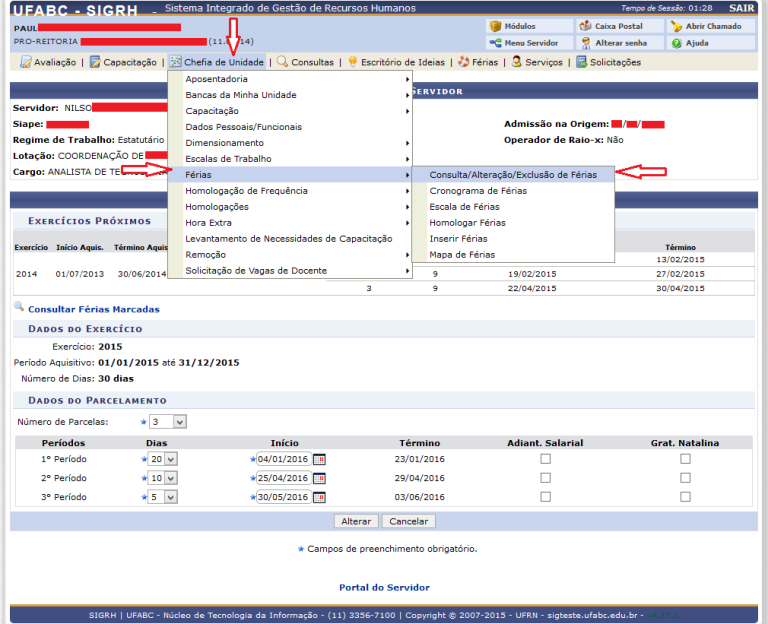 UFABC - SIGRH - Sistema Integrado de Gestão de Recursos Humanos Tempo de Sessão: 01:28 SAIR
PAUL
PRO-REITORIA (11. 14)
Módulos Caixa Postal Abrir Chamado
Menu Servidor Alterar senha Ajuda
Avaliação | Capacitação | Chefia de Unidade | Consultas | Escritório de Ideias | Férias | Serviços | Solicitações
Aposentadoria
Bancas da Minha Unidade
Capacitação
Dados Pessoais/Funcionais
Dimensionamento
Escalas de Trabalho
Férias
Homologação de Frequência
Homologações
Hora Extra
Levantamento de Necessidades de Capacitação
Remoção
Solicitação de Vagas de Docente
Consulta/Alteração/Exclusão de Férias
Cronograma de Férias
Escala de Férias
Homologar Férias
Inserir Férias
Mapa de Férias
SERVIDOR
Servidor: NILSO
Siape: Admissão na Origem: / /
Regime de Trabalho: Estatutário Operador de Raio-x: Não
Lotação: COORDENAÇÃO DE
Cargo: ANALISTA DE
EXERCÍCIOS PRÓXIMOS
Exercício Início Aquis. Término Aquis Término
13/02/2015
2014 01/07/2013 30/06/2014 9 19/02/2015 27/02/2015
3 9 22/04/2015 30/04/2015
Consultar Férias Marcadas
DADOS DO EXERCÍCIO
Exercício: 2015
Período Aquisitivo: 01/01/2015 até 31/12/2015
Número de Dias: 30 dias
DADOS DO PARCELAMENTO
Número de Parcelas: 3
Períodos Dias Início Término Adiant. Salarial Grat. Natalina
1º Período 20 04/01/2016 23/01/2016
2º Período 10 25/04/2016 29/04/2016
3º Período 5 30/05/2016 03/06/2016
Alterar Cancelar
Campos de preenchimento obrigatório.
Portal do Servidor
SIGRH | UFABC - Núcleo de Tecnologia da Informação - (11) 3356-7100 | Copyright © 2007-2015 - UFRN - sigteste.ufabc.edu.br -